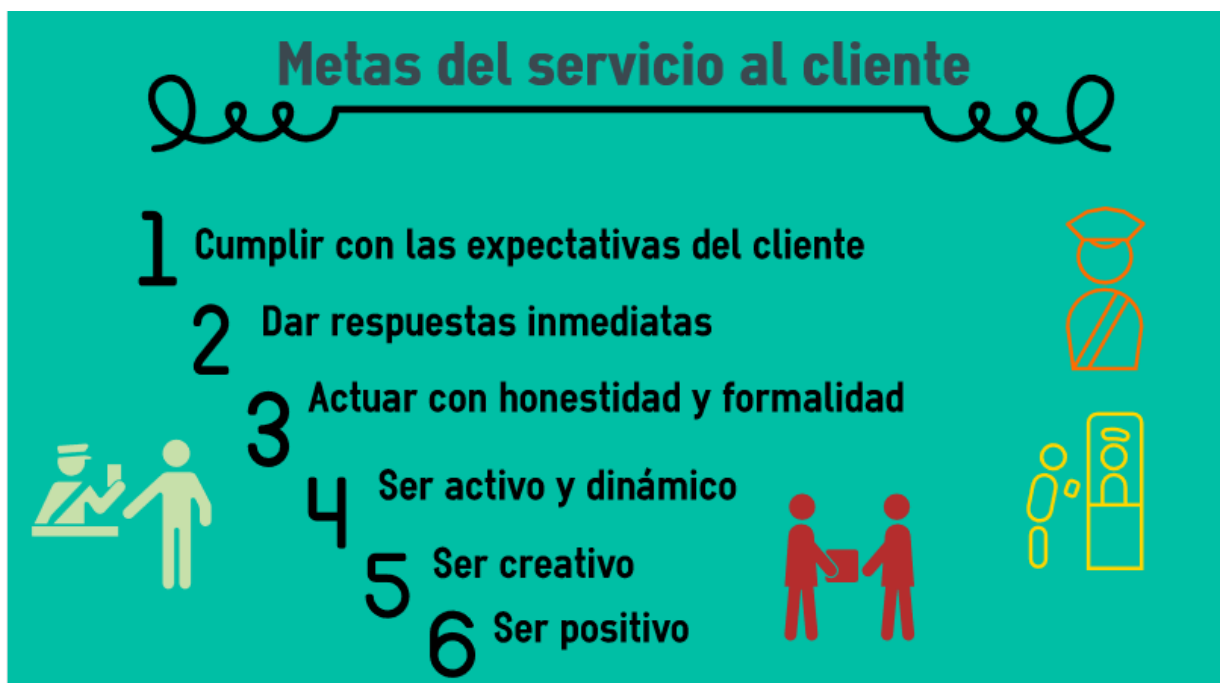 Metas del servicio al cliente
1 Cumplir con las expectativas del cliente
2 Dar respuestas inmediatas
3 Actuar con honestidad y formalidad
4 Ser activo y dinámico
5 Ser creativo
6 Ser positivo